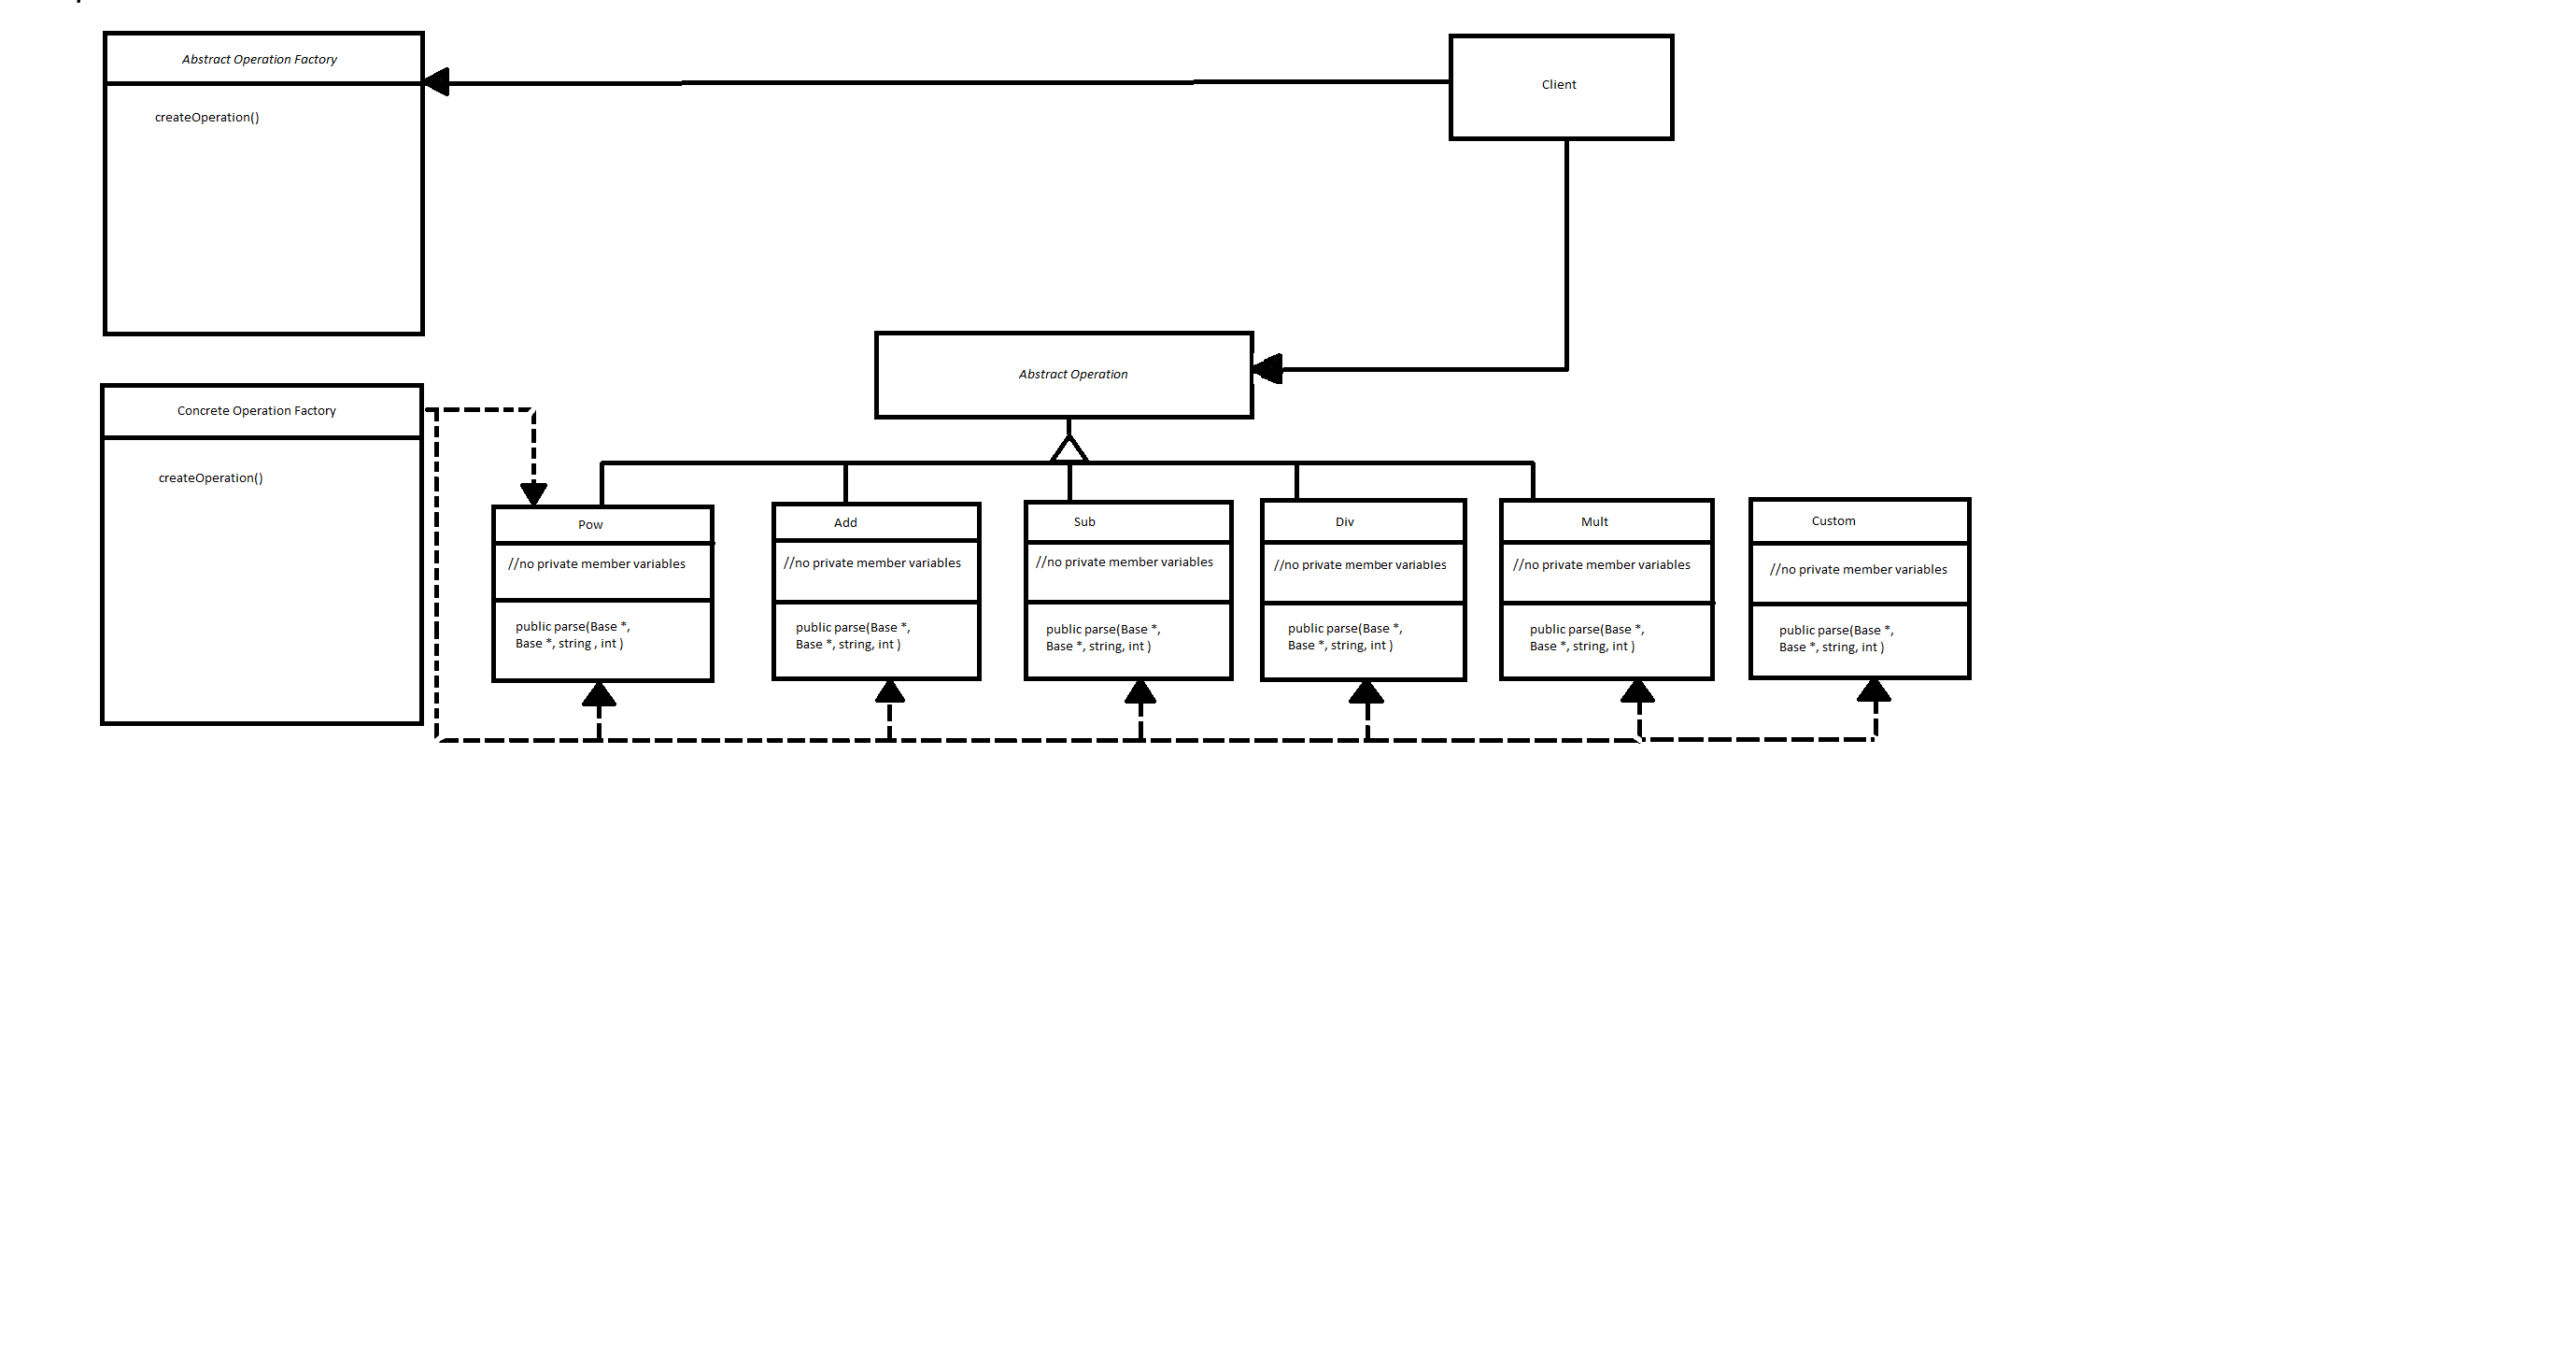 Abstract Operation Factory
createOperation()
Client
Abstract Operation
Concrete Operation Factory
createOperation()
Pow
//no private member variables
public parse(Base *,
Base *, string , int )
Add
//no private member variables
public parse(Base *,
Base *, string, int )
Sub
//no private member variables
public parse(Base *,
Base *, string, int )
Div
//no private member variables
public parse(Base *,
Base *, string, int )
Mult
//no private member variables
public parse(Base *,
Base *, string, int )
Custom
//no private member variables
public parse(Base *,
Base *, string, int )